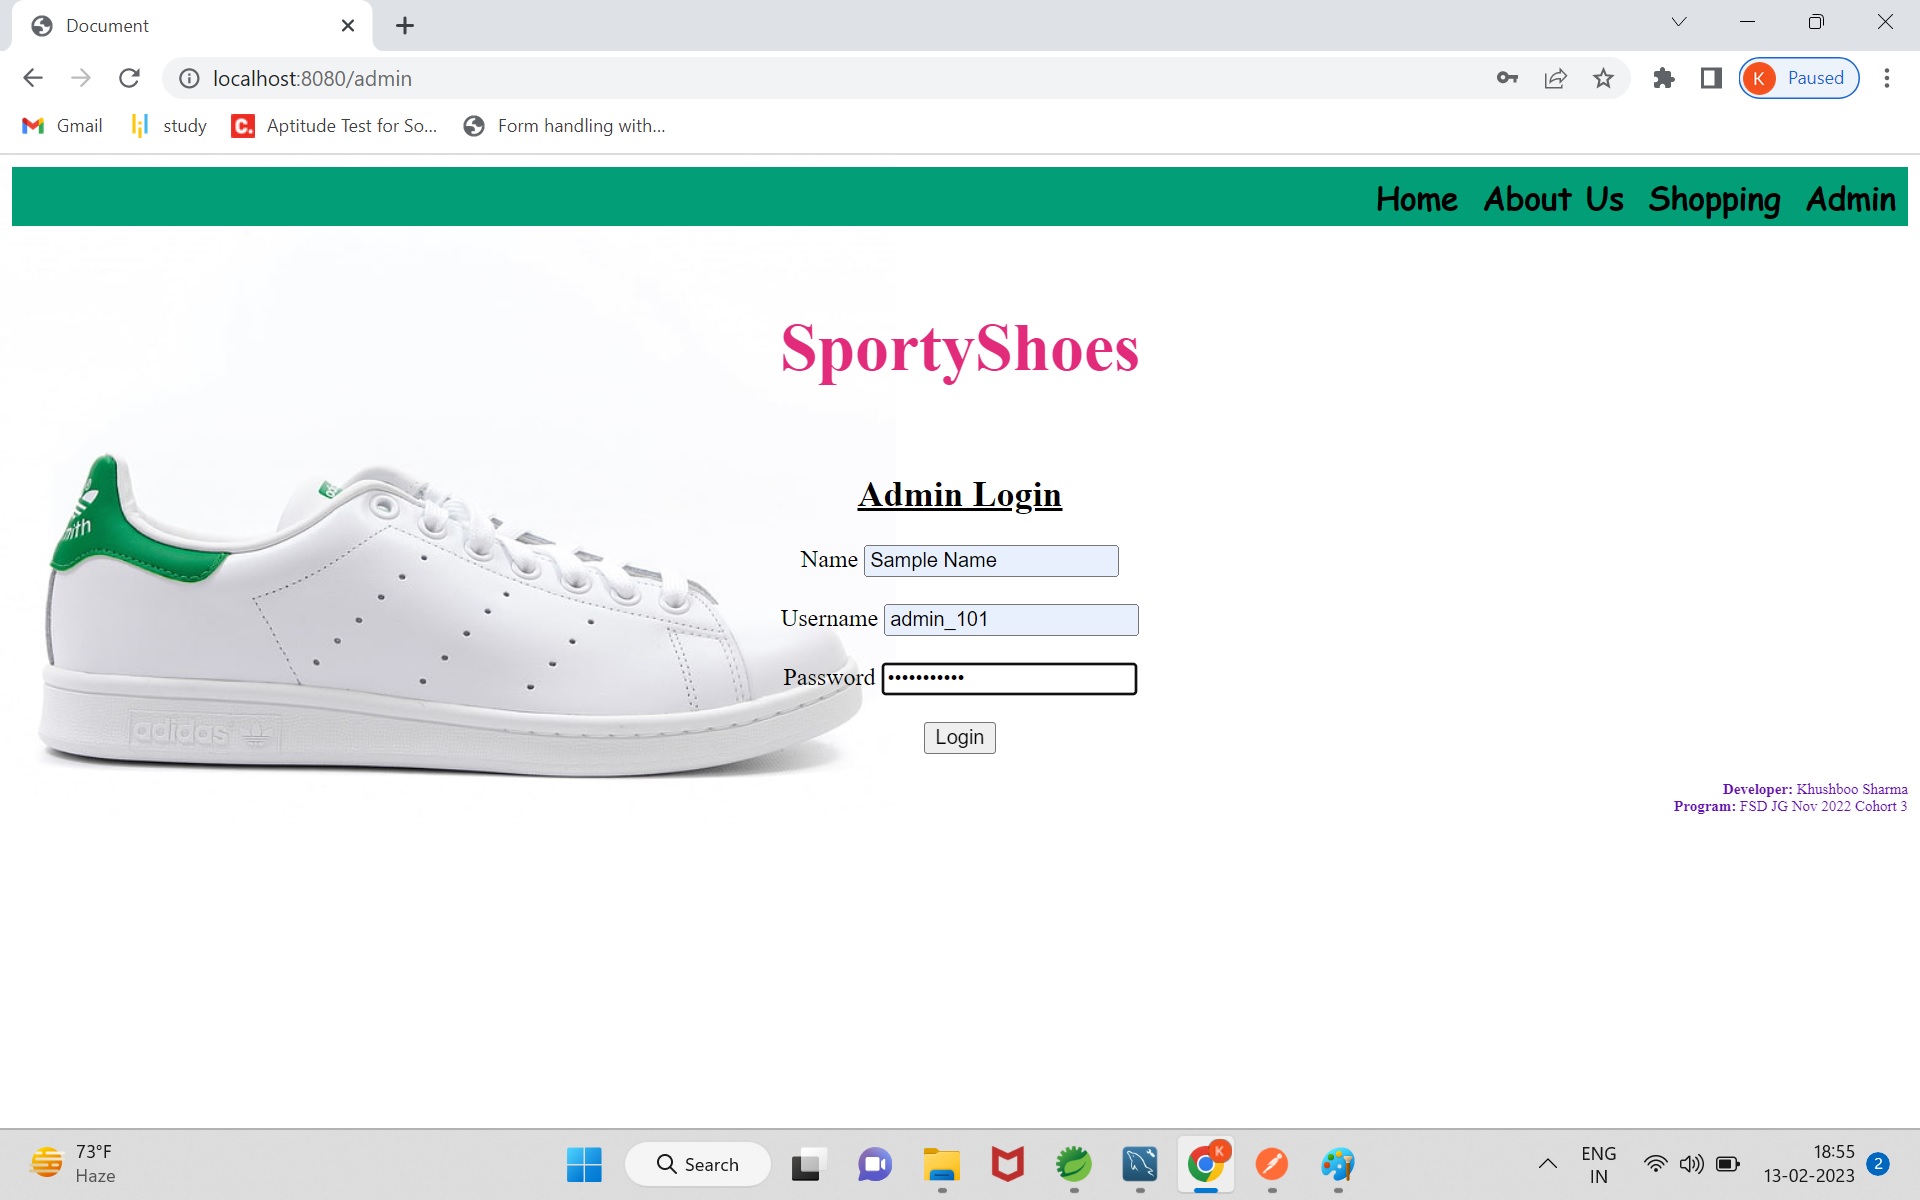 Document
localhost:8080/admin
K Paused
Gmail study C. Aptitude Test for So... Form handling with...
Home About Us Shopping Admin
SportyShoes
Admin Login
Name Sample Name
Username admin_101
Password •••••••••••
Login
adidas
Developer: Khushboo Sharma
Program: FSD JG Nov 2022 Cohort 3
73°F
Haze
Search
K
ENG
IN
18:55
13-02-2023
2